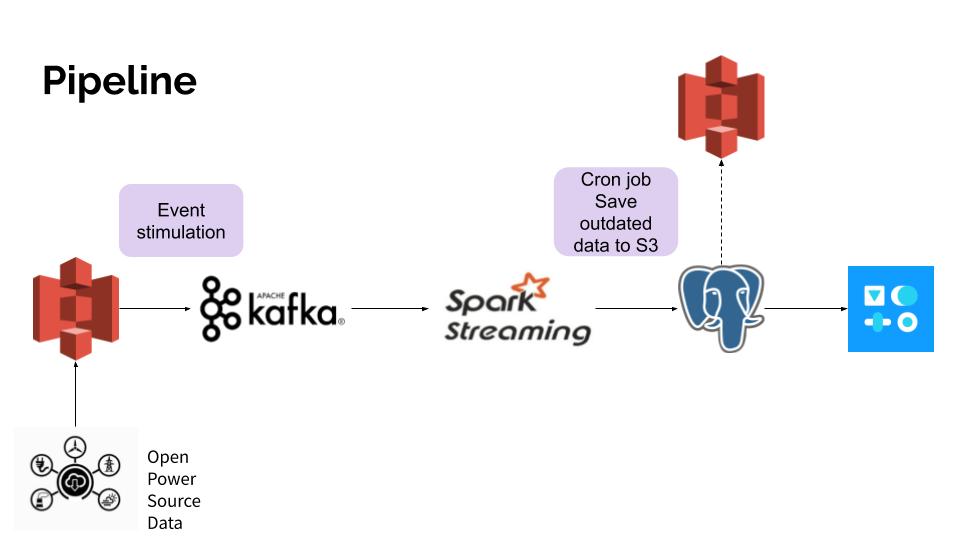 Pipeline
Event
stimulation
Cron job
Save
outdated
data to S3
APACHE
kafka®
Spark
Streaming
Open
Power
Source
Data